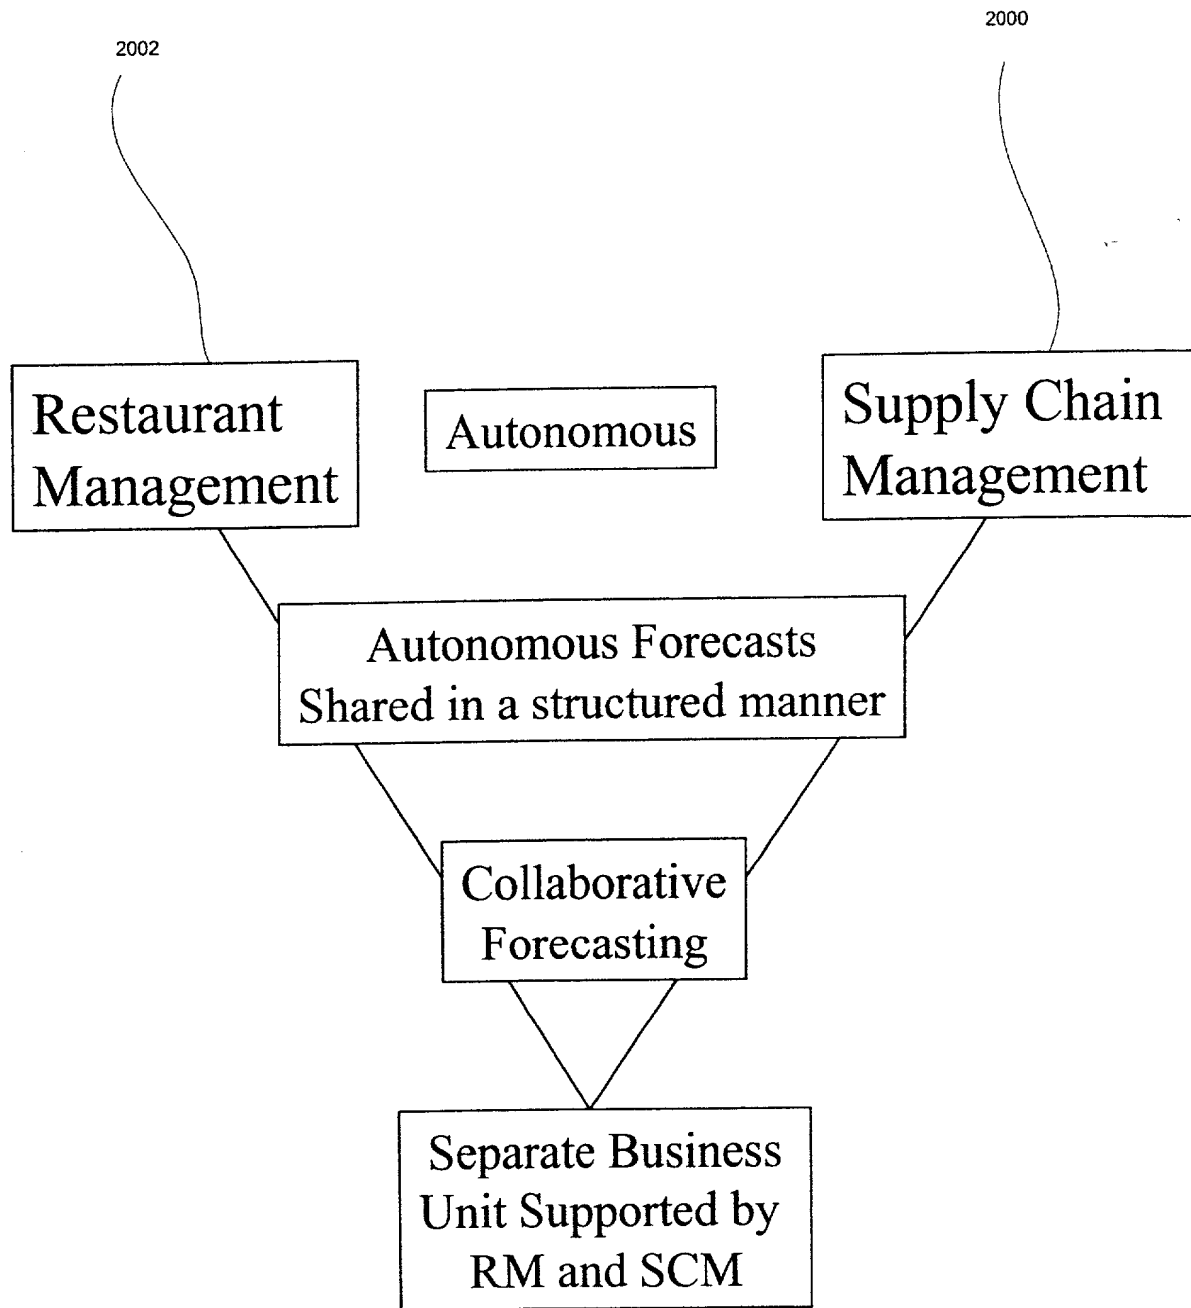 2002
2000
Restaurant
Management
Autonomous
Supply Chain
Management
Autonomous Forecasts
Shared in a structured manner
Collaborative
Forecasting
Separate Business
Unit Supported by
RM and SCM